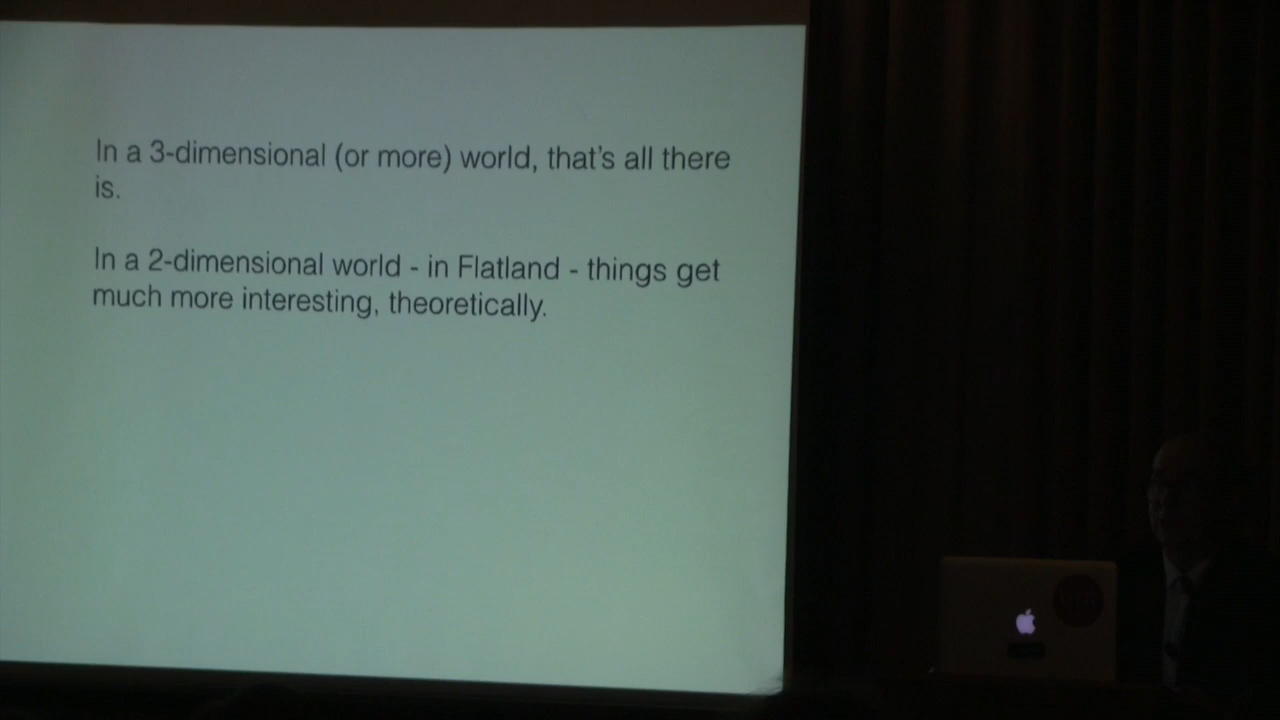 In a 3-dimensional (or more) world, that's all there
is.
In a 2-dimensional world - in Flatland - things get
much more interesting, theoretically.